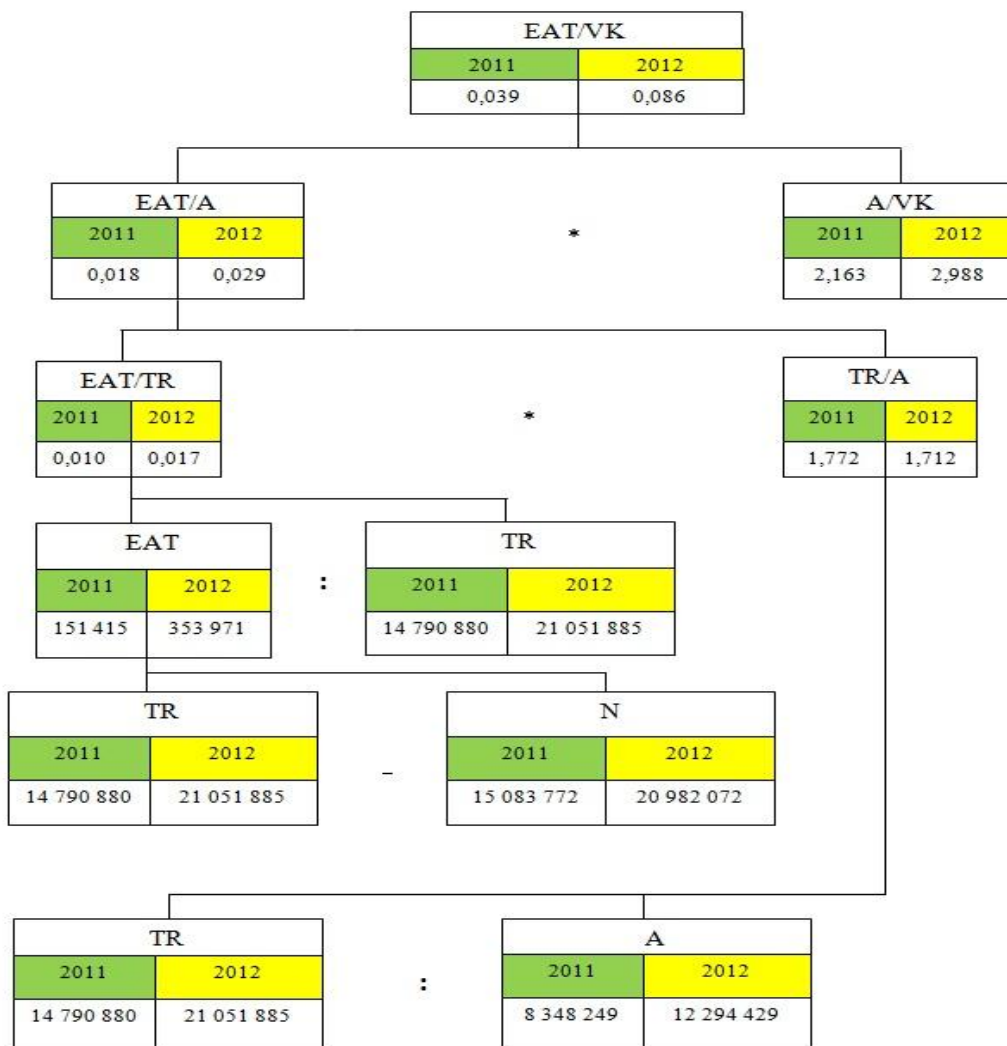 EAT/VK
2011 2012
0,039 0,086
EAT/A
2011 2012
0,018 0,029
*
A/VK
2011 2012
2,163 2,988
EAT/TR
2011 2012
0,010 0,017
*
TR/A
2011 2012
1,772 1,712
EAT
2011 2012
151 415 353 971
:
TR
2011 2012
14 790 880 21 051 885
TR
2011 2012
14 790 880 21 051 885
–
N
2011 2012
15 083 772 20 982 072
TR
2011 2012
14 790 880 21 051 885
:
A
2011 2012
8 348 249 12 294 429